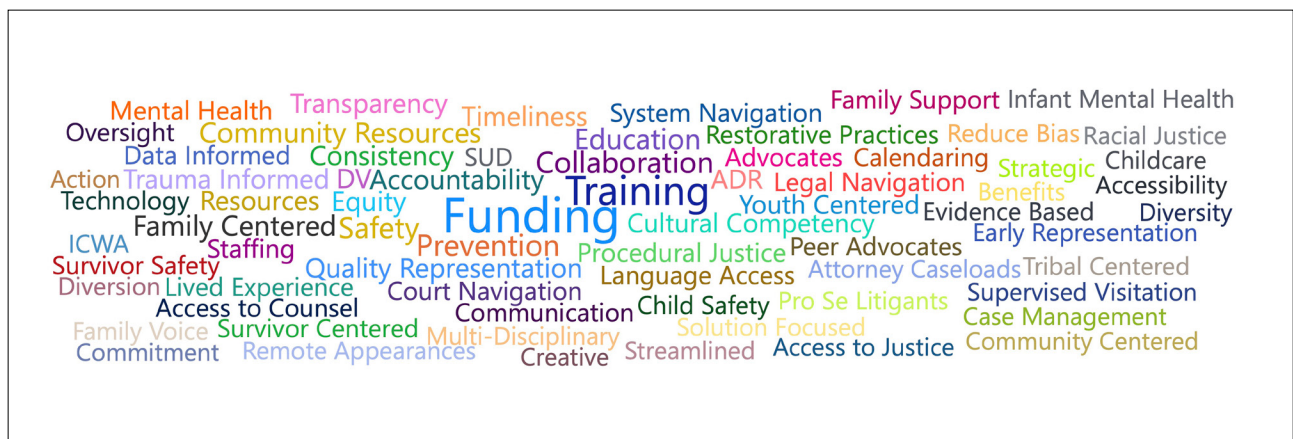 Mental Health Transparency Timeliness System Navigation Family Support Infant Mental Health
Oversight Community Resources Education Restorative Practices Reduce Bias Racial Justice
Data Informed Consistency SUD Collaboration Advocates Calendaring Strategic Childcare
Action Trauma Informed DV Accountability Training ADR Legal Navigation Benefits Accessibility
Technology Resources Equity Funding Youth Centered Evidence Based Diversity
Family Centered Safety Cultural Competency Early Representation
ICWA Staffing Prevention Procedural Justice Peer Advocates
Survivor Safety Quality Representation Language Access Attorney Caseloads Tribal Centered
Diversion Lived Experience Court Navigation Child Safety Pro Se Litigants Supervised Visitation
Access to Counsel Communication Case Management
Family Voice Survivor Centered Multi-Disciplinary Solution Focused Community Centered
Commitment Remote Appearances Creative Streamlined Access to Justice